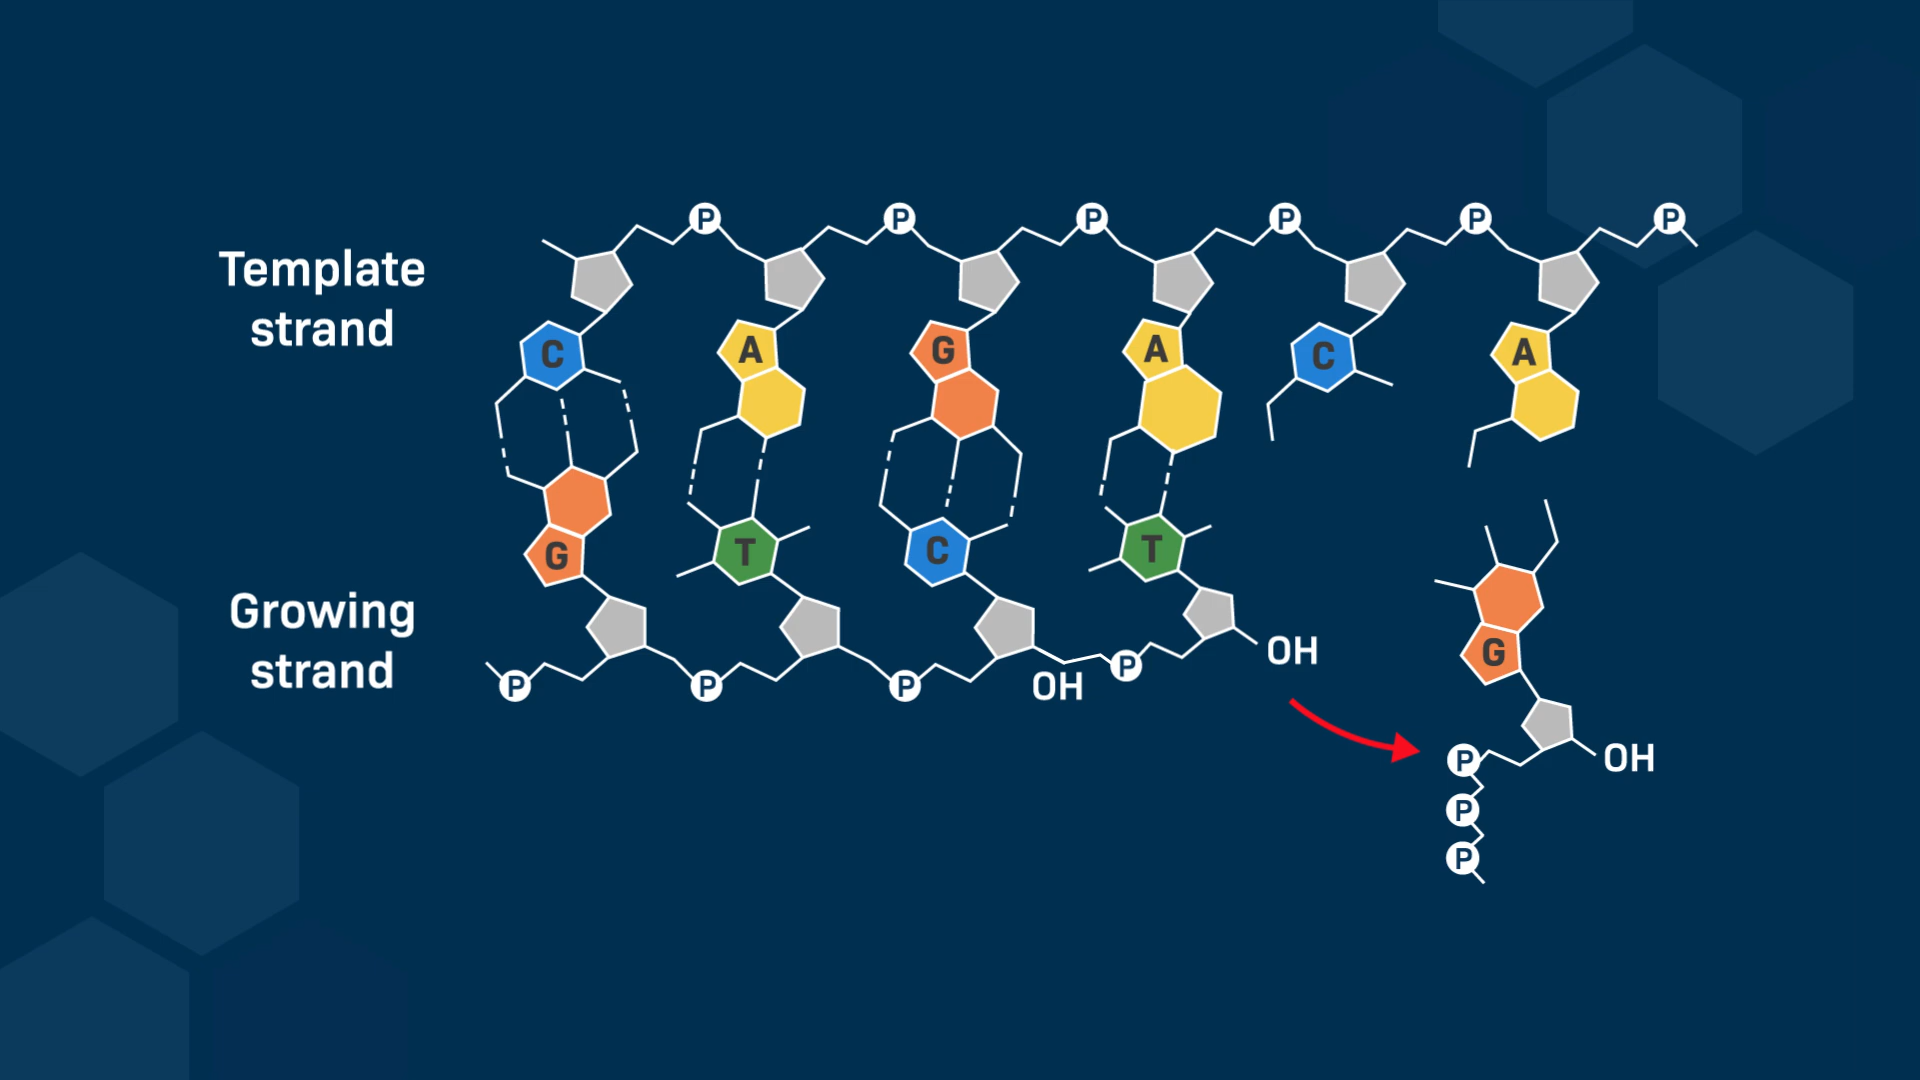 P P P P P P
Template
strand
C A G A C A
G T C T G
Growing
strand
OH
P P P OH P
P OH
P
P